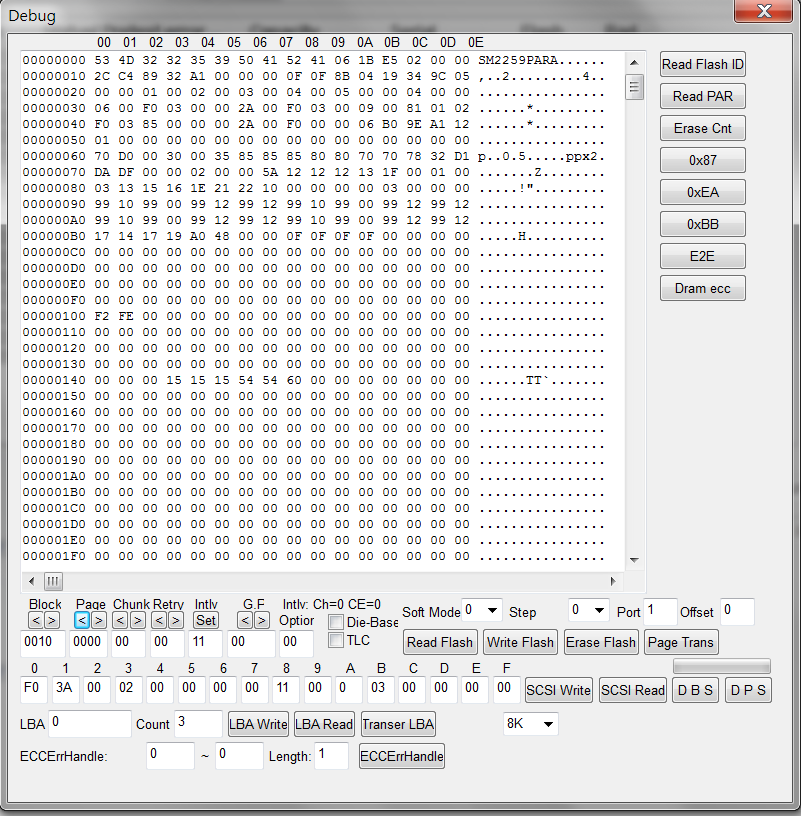 Debug
00 01 02 03 04 05 06 07 08 09 0A 0B 0C 0D 0E
00000000 53 4D 32 32 35 39 50 41 52 41 06 1B E5 02 00 00 SM2259PARA......
00000010 2C C4 89 32 A1 00 00 00 0F 0F 8B 04 19 34 9C 05 ,..2.........4..
00000020 00 00 01 00 02 00 03 00 04 00 05 00 00 04 00 00 ................
00000030 06 00 F0 03 00 00 2A 00 F0 03 00 09 00 81 01 02 ......*.........
00000040 F0 03 85 00 00 00 2A 00 F0 00 00 06 B0 9E A1 12 ......*.........
00000050 01 00 00 00 00 00 00 00 00 00 00 00 00 00 00 00 ................
00000060 70 D0 00 30 00 35 85 85 85 80 80 70 70 78 32 D1 p..0.5.....ppx2.
00000070 DA DF 00 00 02 00 00 5A 12 12 12 13 1F 00 01 00 .......Z........
00000080 03 13 15 16 1E 21 22 10 00 00 00 00 03 00 00 00 .....!".........
00000090 99 10 99 00 99 12 99 12 99 10 99 00 99 12 99 12 ................
000000A0 99 10 99 00 99 12 99 12 99 10 99 00 99 12 99 12 ................
000000B0 17 14 17 19 A0 48 00 00 0F 0F 0F 0F 00 00 00 00 .....H..........
000000C0 00 00 00 00 00 00 00 00 00 00 00 00 00 00 00 00 ................
000000D0 00 00 00 00 00 00 00 00 00 00 00 00 00 00 00 00 ................
000000E0 00 00 00 00 00 00 00 00 00 00 00 00 00 00 00 00 ................
000000F0 00 00 00 00 00 00 00 00 00 00 00 00 00 00 00 00 ................
00000100 F2 FE 00 00 00 00 00 00 00 00 00 00 00 00 00 00 ................
00000110 00 00 00 00 00 00 00 00 00 00 00 00 00 00 00 00 ................
00000120 00 00 00 00 00 00 00 00 00 00 00 00 00 00 00 00 ................
00000130 00 00 00 00 00 00 00 00 00 00 00 00 00 00 00 00 ................
00000140 00 00 00 15 15 15 54 54 60 00 00 00 00 00 00 00 ......TT`.......
00000150 00 00 00 00 00 00 00 00 00 00 00 00 00 00 00 00 ................
00000160 00 00 00 00 00 00 00 00 00 00 00 00 00 00 00 00 ................
00000170 00 00 00 00 00 00 00 00 00 00 00 00 00 00 00 00 ................
00000180 00 00 00 00 00 00 00 00 00 00 00 00 00 00 00 00 ................
00000190 00 00 00 00 00 00 00 00 00 00 00 00 00 00 00 00 ................
000001A0 00 00 00 00 00 00 00 00 00 00 00 00 00 00 00 00 ................
000001B0 00 00 00 00 00 00 00 00 00 00 00 00 00 00 00 00 ................
000001C0 00 00 00 00 00 00 00 00 00 00 00 00 00 00 00 00 ................
000001D0 00 00 00 00 00 00 00 00 00 00 00 00 00 00 00 00 ................
000001E0 00 00 00 00 00 00 00 00 00 00 00 00 00 00 00 00 ................
000001F0 00 00 00 00 00 00 00 00 00 00 00 00 00 00 00 00 ................
Read Flash ID
Read PAR
Erase Cnt
0x87
0xEA
0xBB
E2E
Dram ecc
Block Page Chunk Retry Intlv G.F Intlv: Ch=0 CE=0
< > < > < > < > Set < > Optior Die-Base
Soft Mode 0 Step 0 Port 1 Offset 0
0010 0000 00 00 11 00 00 TLC Read Flash Write Flash Erase Flash Page Trans
0 1 2 3 4 5 6 7 8 9 A B C D E F
F0 3A 00 02 00 00 00 00 11 00 0 03 00 00 00 00 SCSI Write SCSI Read D B S D P S
LBA 0 Count 3 LBA Write LBA Read Transer LBA 8K
ECCErrHandle: 0 ~ 0 Length: 1 ECCErrHandle